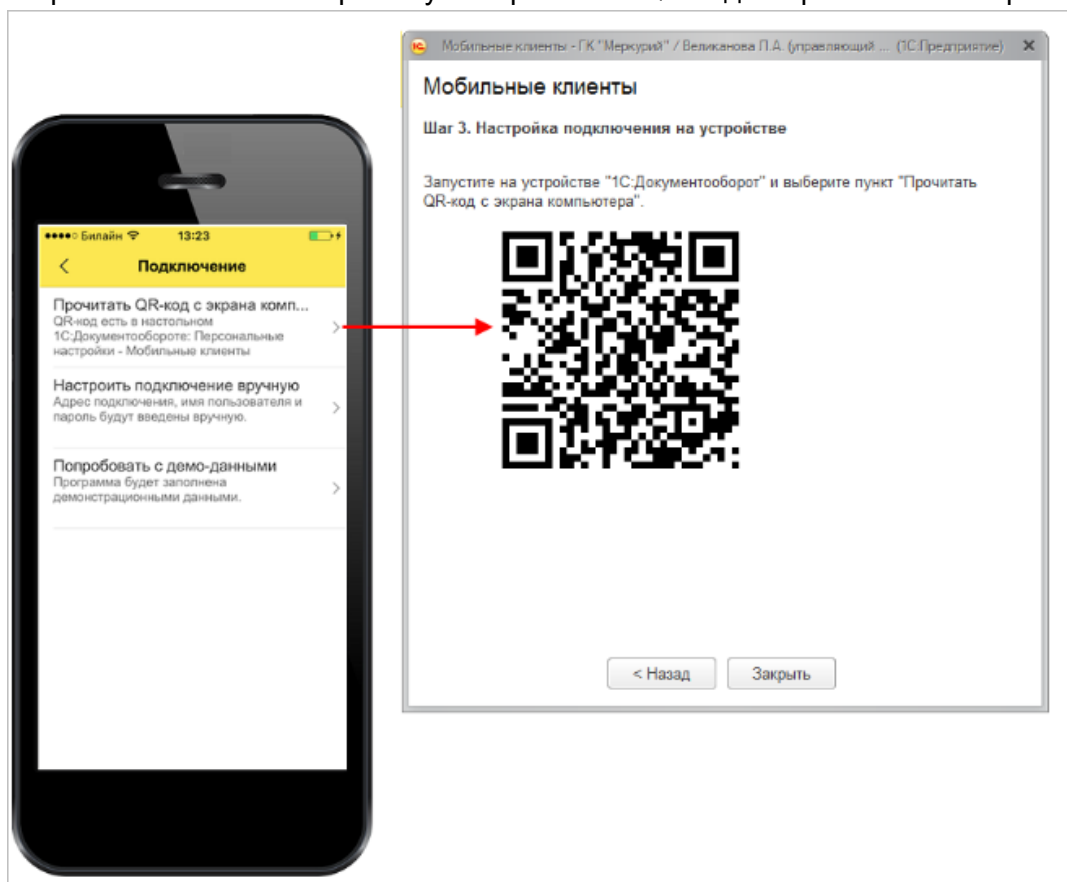 Мобильные клиенты - ГК "Меркурий" / Великанова П.А. (управляющий ... (1С:Предприятие)
Мобильные клиенты
Шаг 3. Настройка подключения на устройстве
Запустите на устройстве "1С:Документооборот" и выберите пункт "Прочитать
QR-код с экрана компьютера".
< Назад
Закрыть
Билайн
13:23
Подключение
Прочитать QR-код с экрана комп...
QR-код есть в настольном
1С:Документообороте: Персональные
настройки - Мобильные клиенты
Настроить подключение вручную
Адрес подключения, имя пользователя и
пароль будут введены вручную.
Попробовать с демо-данными
Программа будет заполнена
демонстрационными данными.